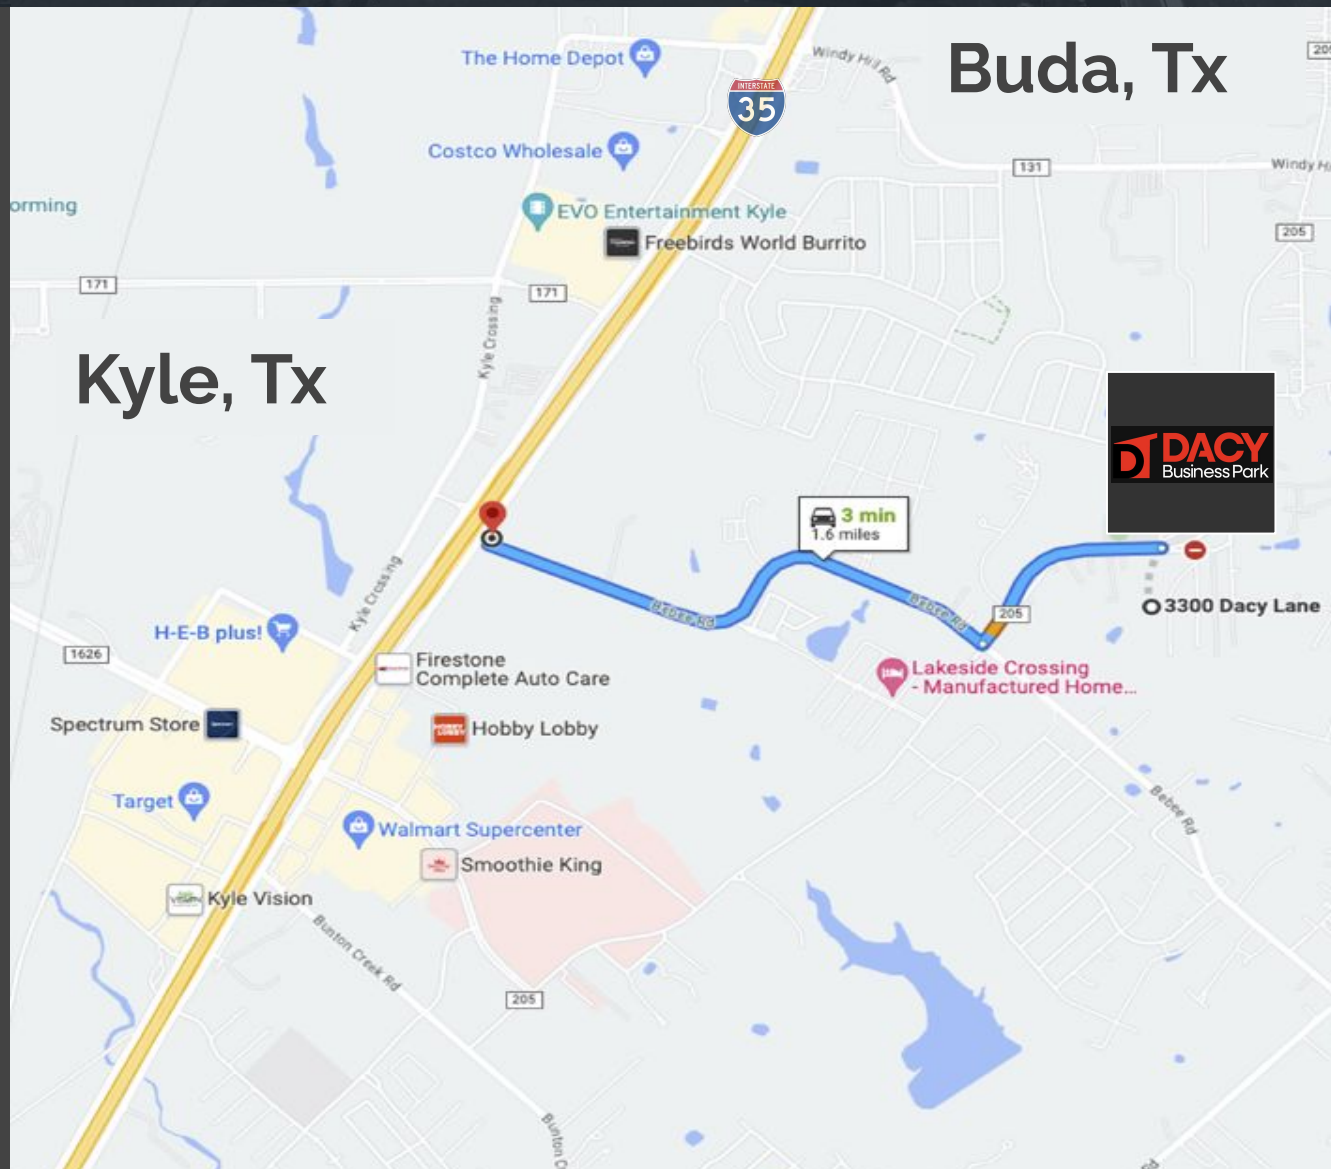 Buda, Tx
Windy Hill Rd
The Home Depot
INTERSTATE
35
Costco Wholesale
131
Windy H
orming
EVO Entertainment Kyle
205
Freebirds World Burrito
171
171
Kyle Crossing
Kyle, Tx
DACY
Business Park
3 min
1.6 miles
Kyle Crossing
Bebee Rd
Bebee Rd
205
3300 Dacy Lane
H-E-B plus!
1626
Firestone
Complete Auto Care
Lakeside Crossing
- Manufactured Home...
Spectrum Store
HOBBY
LOBBY
Hobby Lobby
Target
Bebee Rd
Walmart Supercenter
Smoothie King
Kyle Vision
Bunton Creek Rd
205
Bunton C